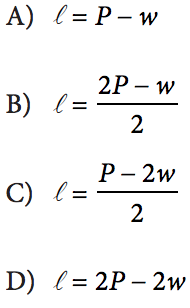 A) ℓ = P − w
B) ℓ = (2P − w)/2
C) ℓ = (P − 2w)/2
D) ℓ = 2P − 2w